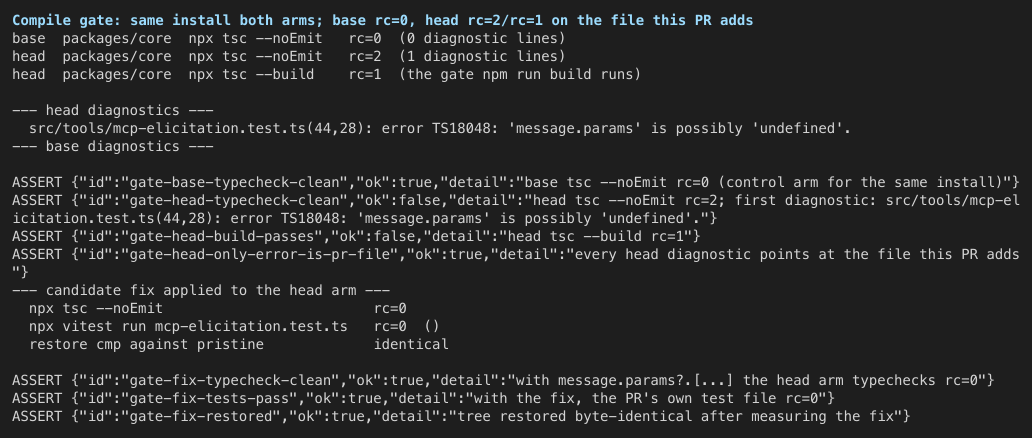 Compile gate: same install both arms; base rc=0, head rc=2/rc=1 on the file this PR adds
base  packages/core  npx tsc --noEmit   rc=0  (0 diagnostic lines)
head  packages/core  npx tsc --noEmit   rc=2  (1 diagnostic lines)
head  packages/core  npx tsc --build    rc=1  (the gate npm run build runs)

--- head diagnostics ---
  src/tools/mcp-elicitation.test.ts(44,28): error TS18048: 'message.params' is possibly 'undefined'.
--- base diagnostics ---

ASSERT {"id":"gate-base-typecheck-clean","ok":true,"detail":"base tsc --noEmit rc=0 (control arm for the same install)"}
ASSERT {"id":"gate-head-typecheck-clean","ok":false,"detail":"head tsc --noEmit rc=2; first diagnostic: src/tools/mcp-el
icitation.test.ts(44,28): error TS18048: 'message.params' is possibly 'undefined'."}
ASSERT {"id":"gate-head-build-passes","ok":false,"detail":"head tsc --build rc=1"}
ASSERT {"id":"gate-head-only-error-is-pr-file","ok":true,"detail":"every head diagnostic points at the file this PR adds
"}
--- candidate fix applied to the head arm ---
  npx tsc --noEmit                         rc=0
  npx vitest run mcp-elicitation.test.ts   rc=0  ()
  restore cmp against pristine             identical

ASSERT {"id":"gate-fix-typecheck-clean","ok":true,"detail":"with message.params?.[...] the head arm typechecks rc=0"}
ASSERT {"id":"gate-fix-tests-pass","ok":true,"detail":"with the fix, the PR's own test file rc=0"}
ASSERT {"id":"gate-fix-restored","ok":true,"detail":"tree restored byte-identical after measuring the fix"}